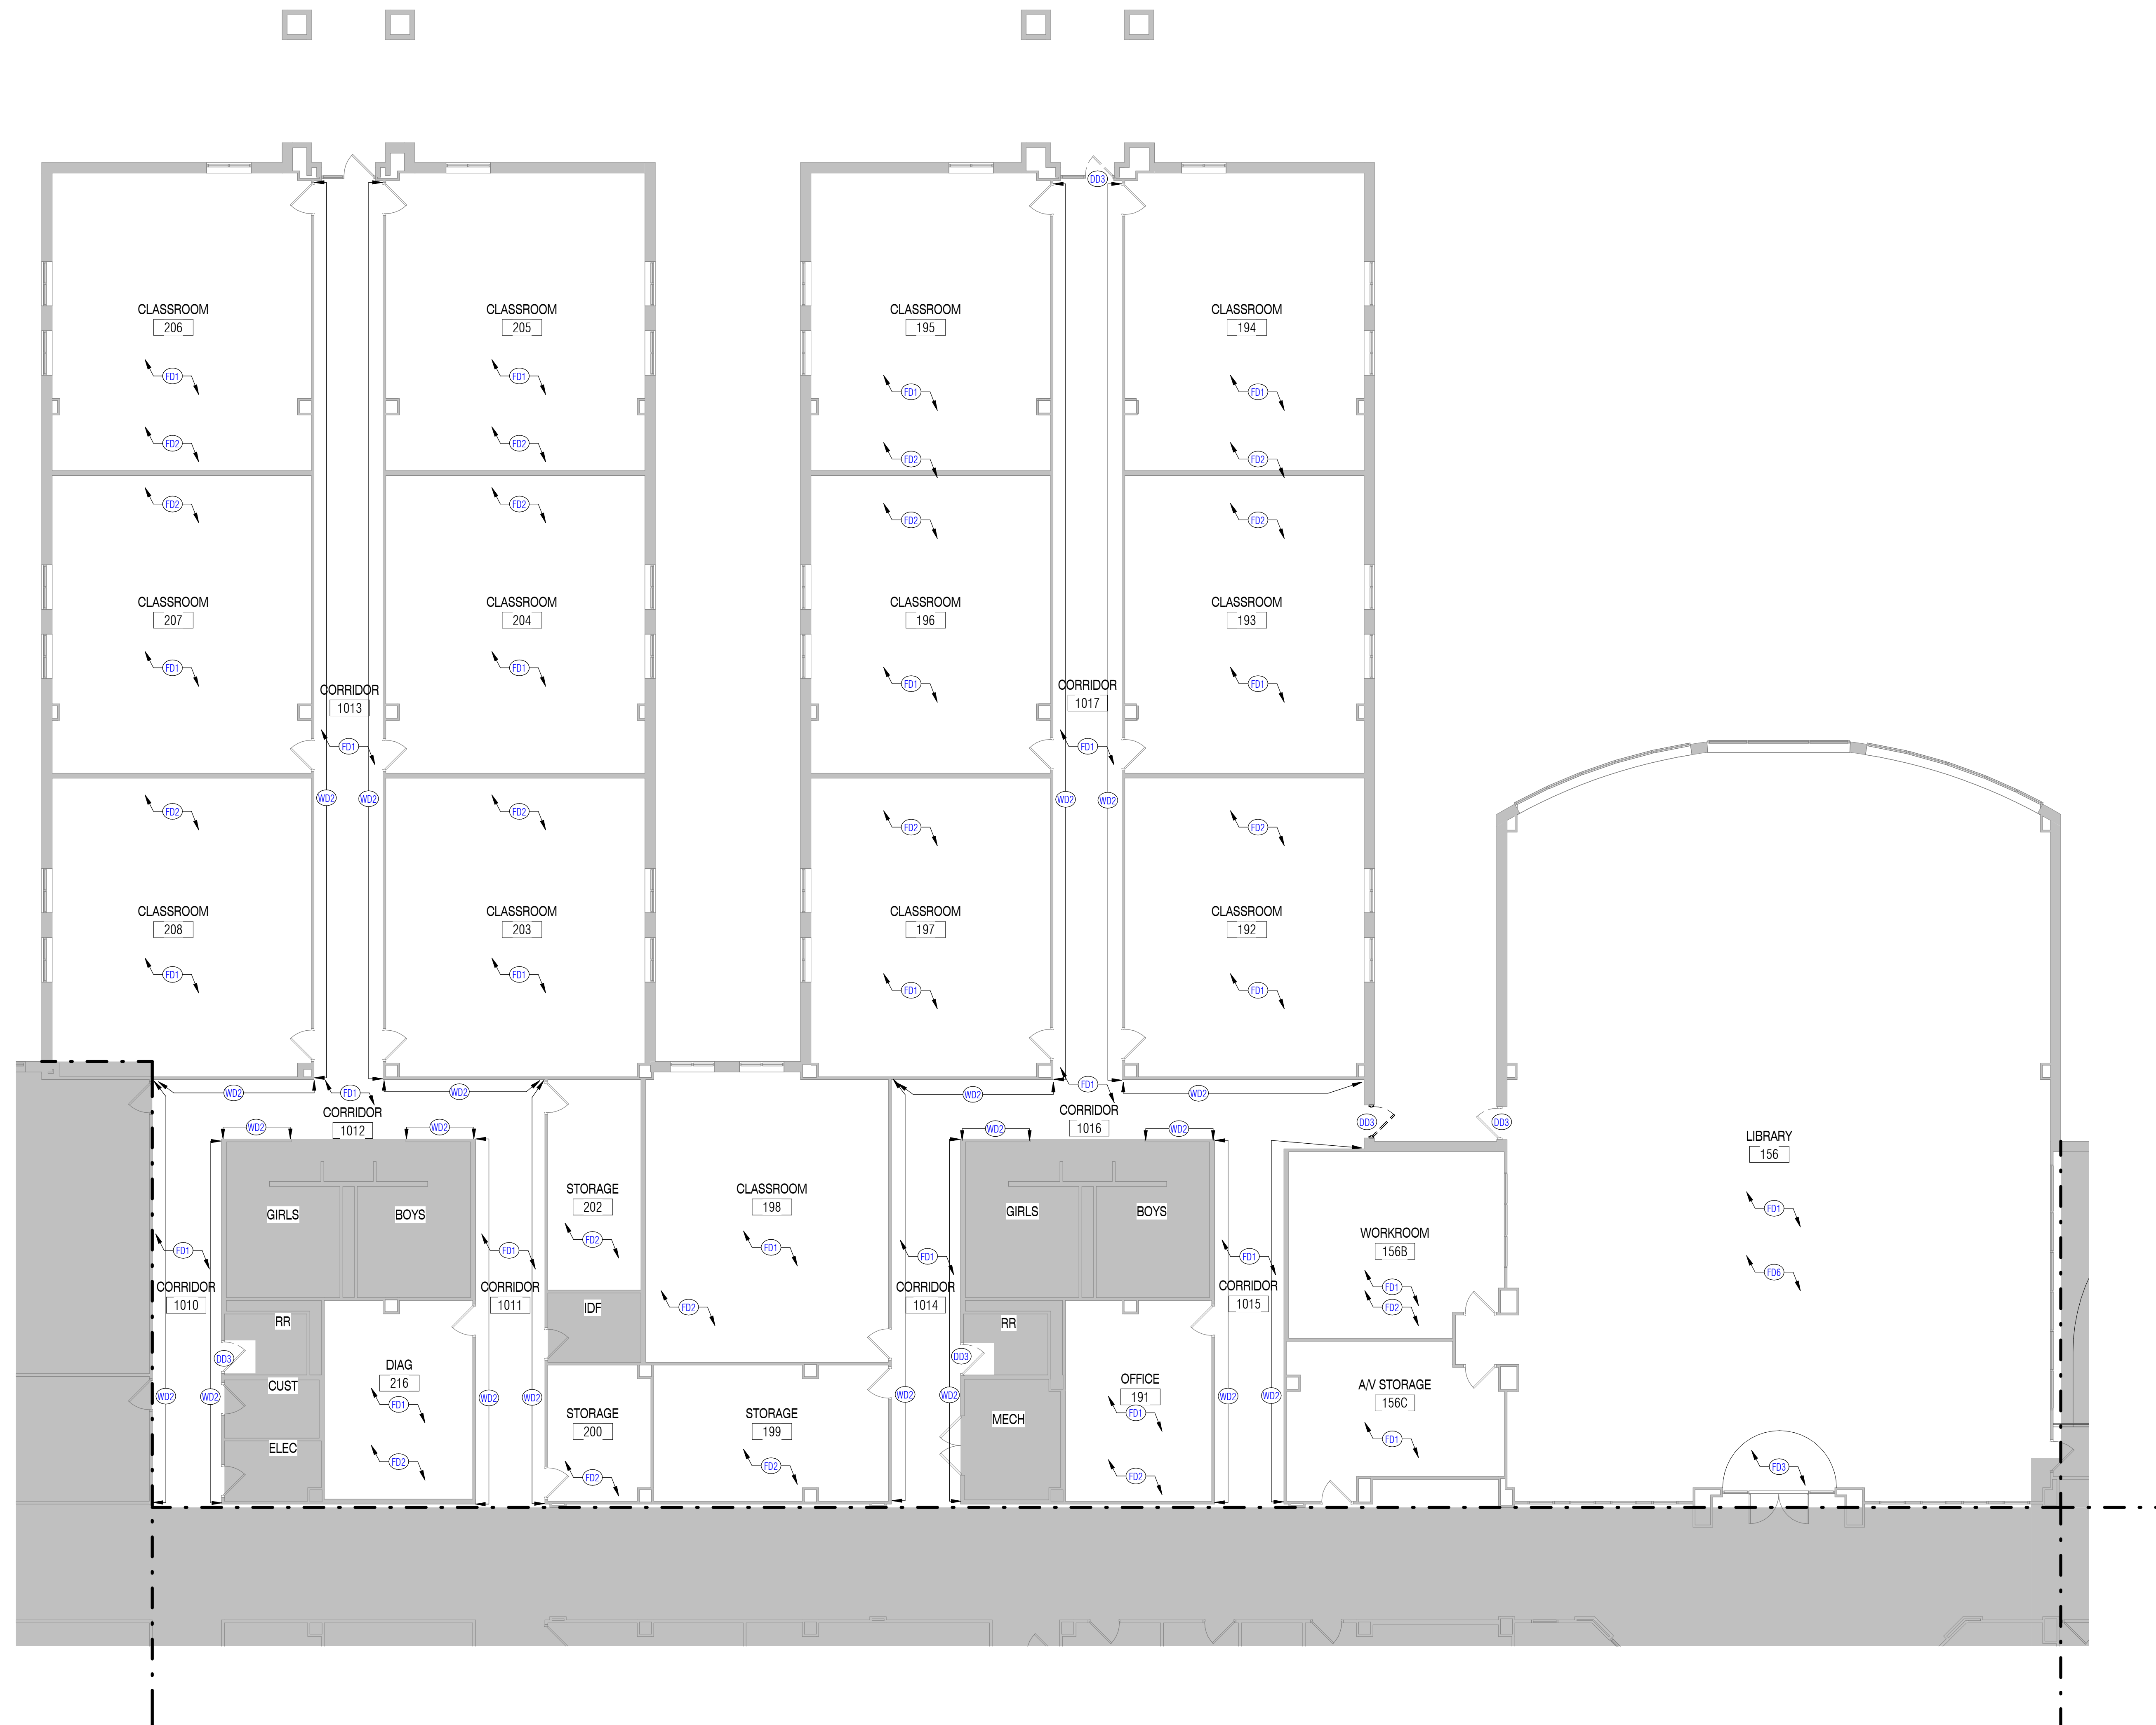 DD3
CLASSROOM
206
CLASSROOM
205
CLASSROOM
195
CLASSROOM
194
FD1
FD1
FD1
FD1
FD2
FD2
FD2
FD2
FD2
FD2
FD2
FD2
CLASSROOM
207
CLASSROOM
204
CLASSROOM
196
CLASSROOM
193
FD1
FD1
FD1
FD1
CORRIDOR
1013
CORRIDOR
1017
FD1
FD1
WD2
WD2
WD2
WD2
FD2
FD2
FD2
FD2
CLASSROOM
208
CLASSROOM
203
CLASSROOM
197
CLASSROOM
192
FD1
FD1
FD1
FD1
WD2
FD1
WD2
WD2
FD1
WD2
CORRIDOR
1012
CORRIDOR
1016
WD2
WD2
WD2
WD2
DD3
DD3
LIBRARY
156
GIRLS
BOYS
STORAGE
202
CLASSROOM
198
GIRLS
BOYS
FD1
FD2
FD1
FD1
FD1
FD1
FD1
WORKROOM
156B
FD6
CORRIDOR
1010
CORRIDOR
1011
IDF
FD2
CORRIDOR
1014
CORRIDOR
1015
FD1
FD2
RR
RR
DD3
DD3
DIAG
216
CUST
WD2
WD2
FD1
WD2
WD2
WD2
WD2
OFFICE
191
FD1
WD2
WD2
A/V STORAGE
156C
FD1
STORAGE
200
STORAGE
199
MECH
ELEC
FD2
FD2
FD2
FD2
FD3